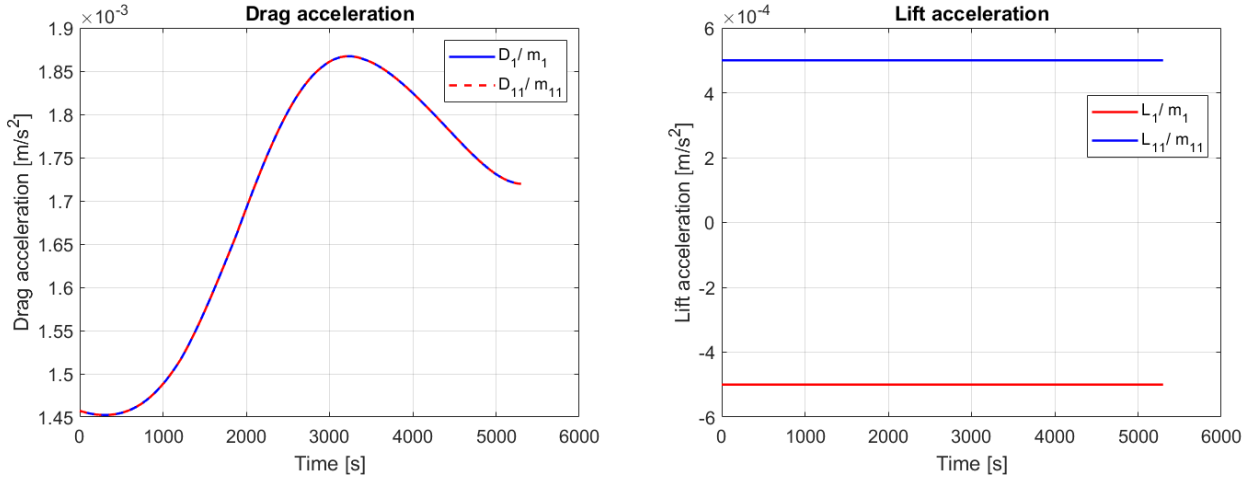 Drag acceleration
×10⁻³
1.9
1.85
1.8
1.75
1.7
1.65
1.6
1.55
1.5
1.45
Drag acceleration [m/s²]
D₁/ m₁
D₁₁/ m₁₁
0 1000 2000 3000 4000 5000 6000
Time [s]
Lift acceleration
×10⁻⁴
6
4
2
0
-2
-4
-6
Lift acceleration [m/s²]
L₁/ m₁
L₁₁/ m₁₁
0 1000 2000 3000 4000 5000 6000
Time [s]